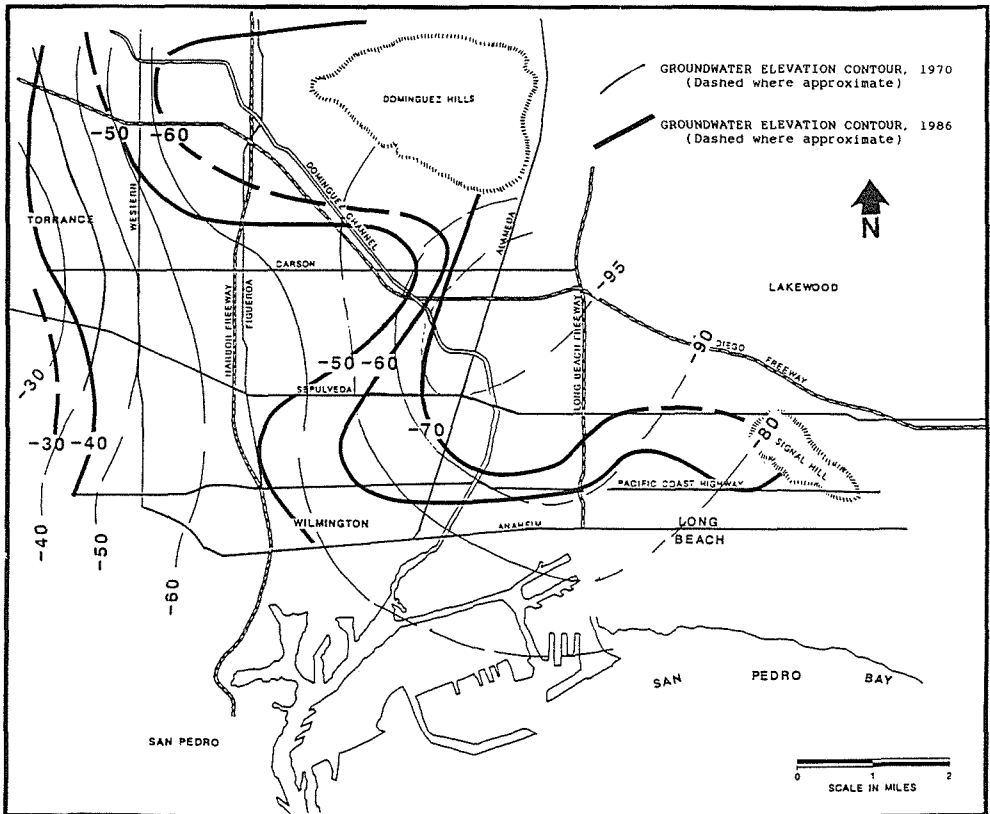 GROUNDWATER ELEVATION CONTOUR, 1970
(Dashed where approximate)
GROUNDWATER ELEVATION CONTOUR, 1986
(Dashed where approximate)
N
DOMINGUEZ HILLS
-50
-60
DOMINGUEZ CHANNEL
TORRANCE
WESTERN
ALAMEDA
CARSON
-95
LAKEWOOD
HARBOR FREEWAY
FIGUEROA
LONG BEACH FREEWAY
-90
DIEGO
FREEWAY
-50
-60
-30
SEPULVEDA
-30
-40
-70
-80
SIGNAL HILL
PACIFIC COAST HIGHWAY
-40
-50
WILMINGTON
ANAHEIM
LONG
BEACH
-60
SAN PEDRO BAY
SAN PEDRO
0 1 2
SCALE IN MILES